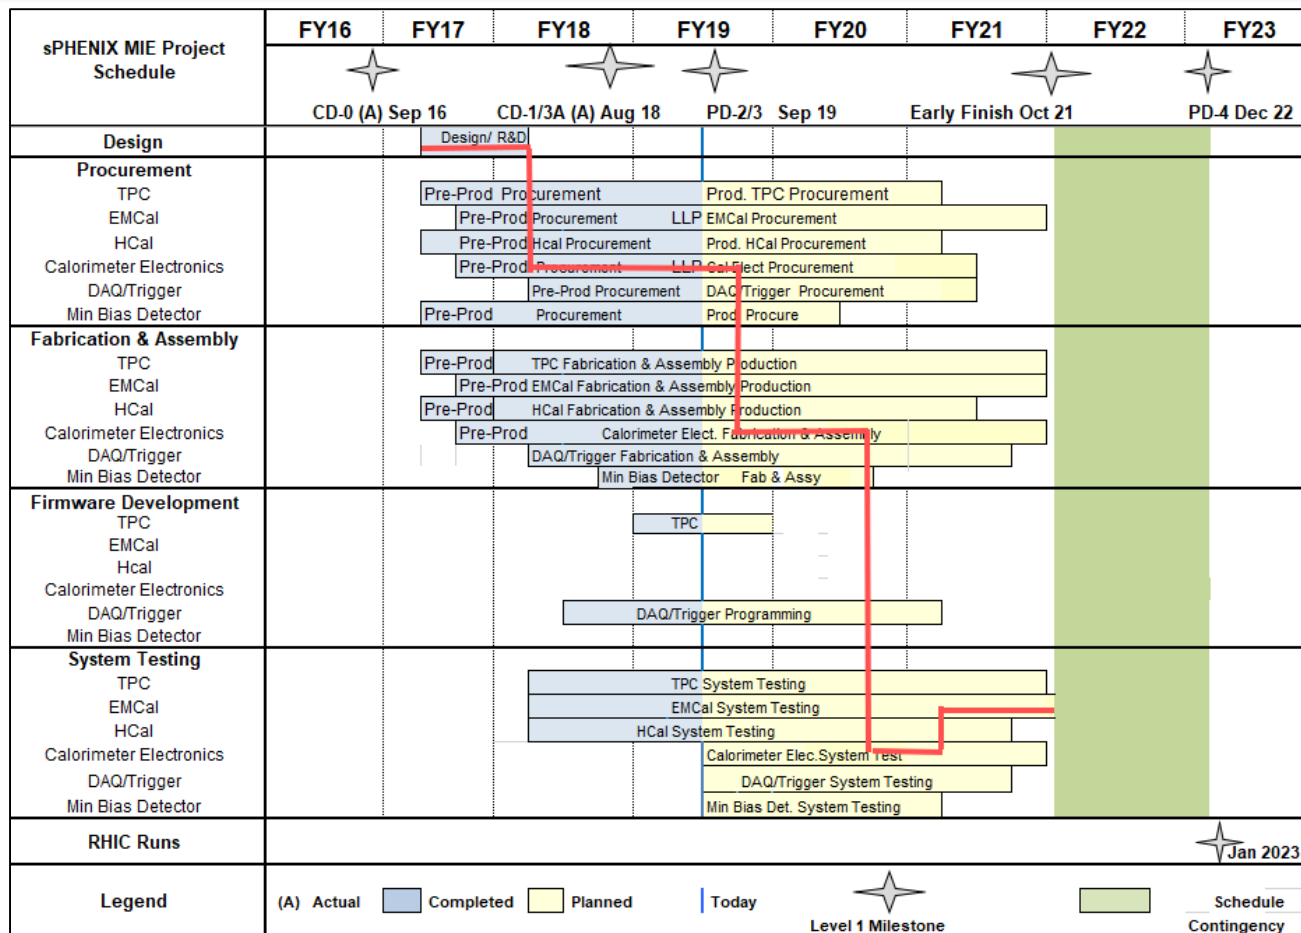 sPHENIX MIE Project Schedule
FY16 FY17 FY18 FY19 FY20 FY21 FY22 FY23
CD-0 (A) Sep 16 CD-1/3A (A) Aug 18 PD-2/3 Sep 19 Early Finish Oct 21 PD-4 Dec 22
Design Design/ R&D
Procurement
TPC Pre-Prod Procurement Prod. TPC Procurement
EMCal Pre-Prod Procurement LLP EMCal Procurement
HCal Pre-Prod Hcal Procurement Prod. HCal Procurement
Calorimeter Electronics Pre-Prod Procurement LLP Cal Elect Procurement
DAQ/Trigger Pre-Prod Procurement DAQ/Trigger Procurement
Min Bias Detector Pre-Prod Procurement Prod Procure
Fabrication & Assembly
TPC Pre-Prod TPC Fabrication & Assembly Production
EMCal Pre-Prod EMCal Fabrication & Assembly Production
HCal Pre-Prod HCal Fabrication & Assembly Production
Calorimeter Electronics Pre-Prod Calorimeter Elect. Fabrication & Assembly
DAQ/Trigger DAQ/Trigger Fabrication & Assembly
Min Bias Detector Min Bias Detector Fab & Assy
Firmware Development
TPC TPC
EMCal
Hcal
Calorimeter Electronics
DAQ/Trigger DAQ/Trigger Programming
Min Bias Detector
System Testing
TPC TPC System Testing
EMCal EMCal System Testing
HCal HCal System Testing
Calorimeter Electronics Calorimeter Elec.System Test
DAQ/Trigger DAQ/Trigger System Testing
Min Bias Detector Min Bias Det. System Testing
RHIC Runs Jan 2023
Legend (A) Actual Completed Planned Today Level 1 Milestone Schedule Contingency